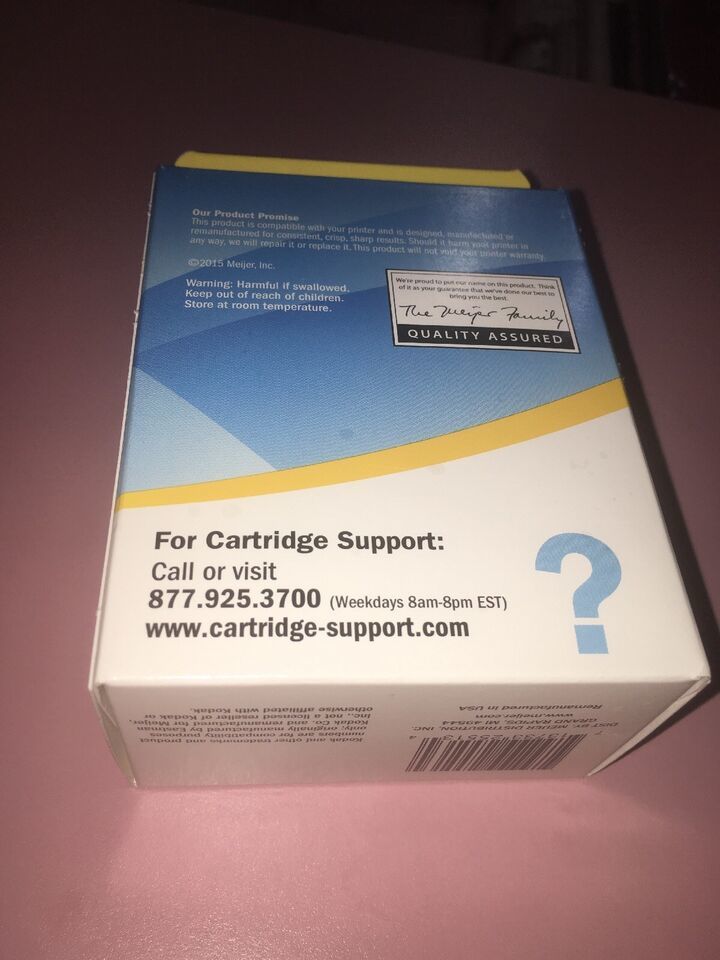 Our Product Promise
This product is compatible with your printer and is designed, manufactured or
remanufactured for consistent, crisp, sharp results. Should it harm your printer in
any way, we will repair it or replace it. This product will not void your printer warranty.
©2015 Meijer, Inc.
Warning: Harmful if swallowed.
Keep out of reach of children.
Store at room temperature.
We're proud to put our name on this product. Think
of it as your guarantee that we've done our best to
bring you the best.
The Meijer Family
QUALITY ASSURED
For Cartridge Support:
Call or visit
877.925.3700 (Weekdays 8am-8pm EST)
www.cartridge-support.com
?
Kodak and other trademarks and product
numbers are for compatibility purposes
only, originally manufactured by Eastman
Kodak Co. and remanufactured for Meijer,
Inc., not a licensed reseller of Kodak or
otherwise affiliated with Kodak.
DIST. BY: MEIJER DISTRIBUTION, INC.
GRAND RAPIDS, MI 49544
www.meijer.com
Remanufactured in USA